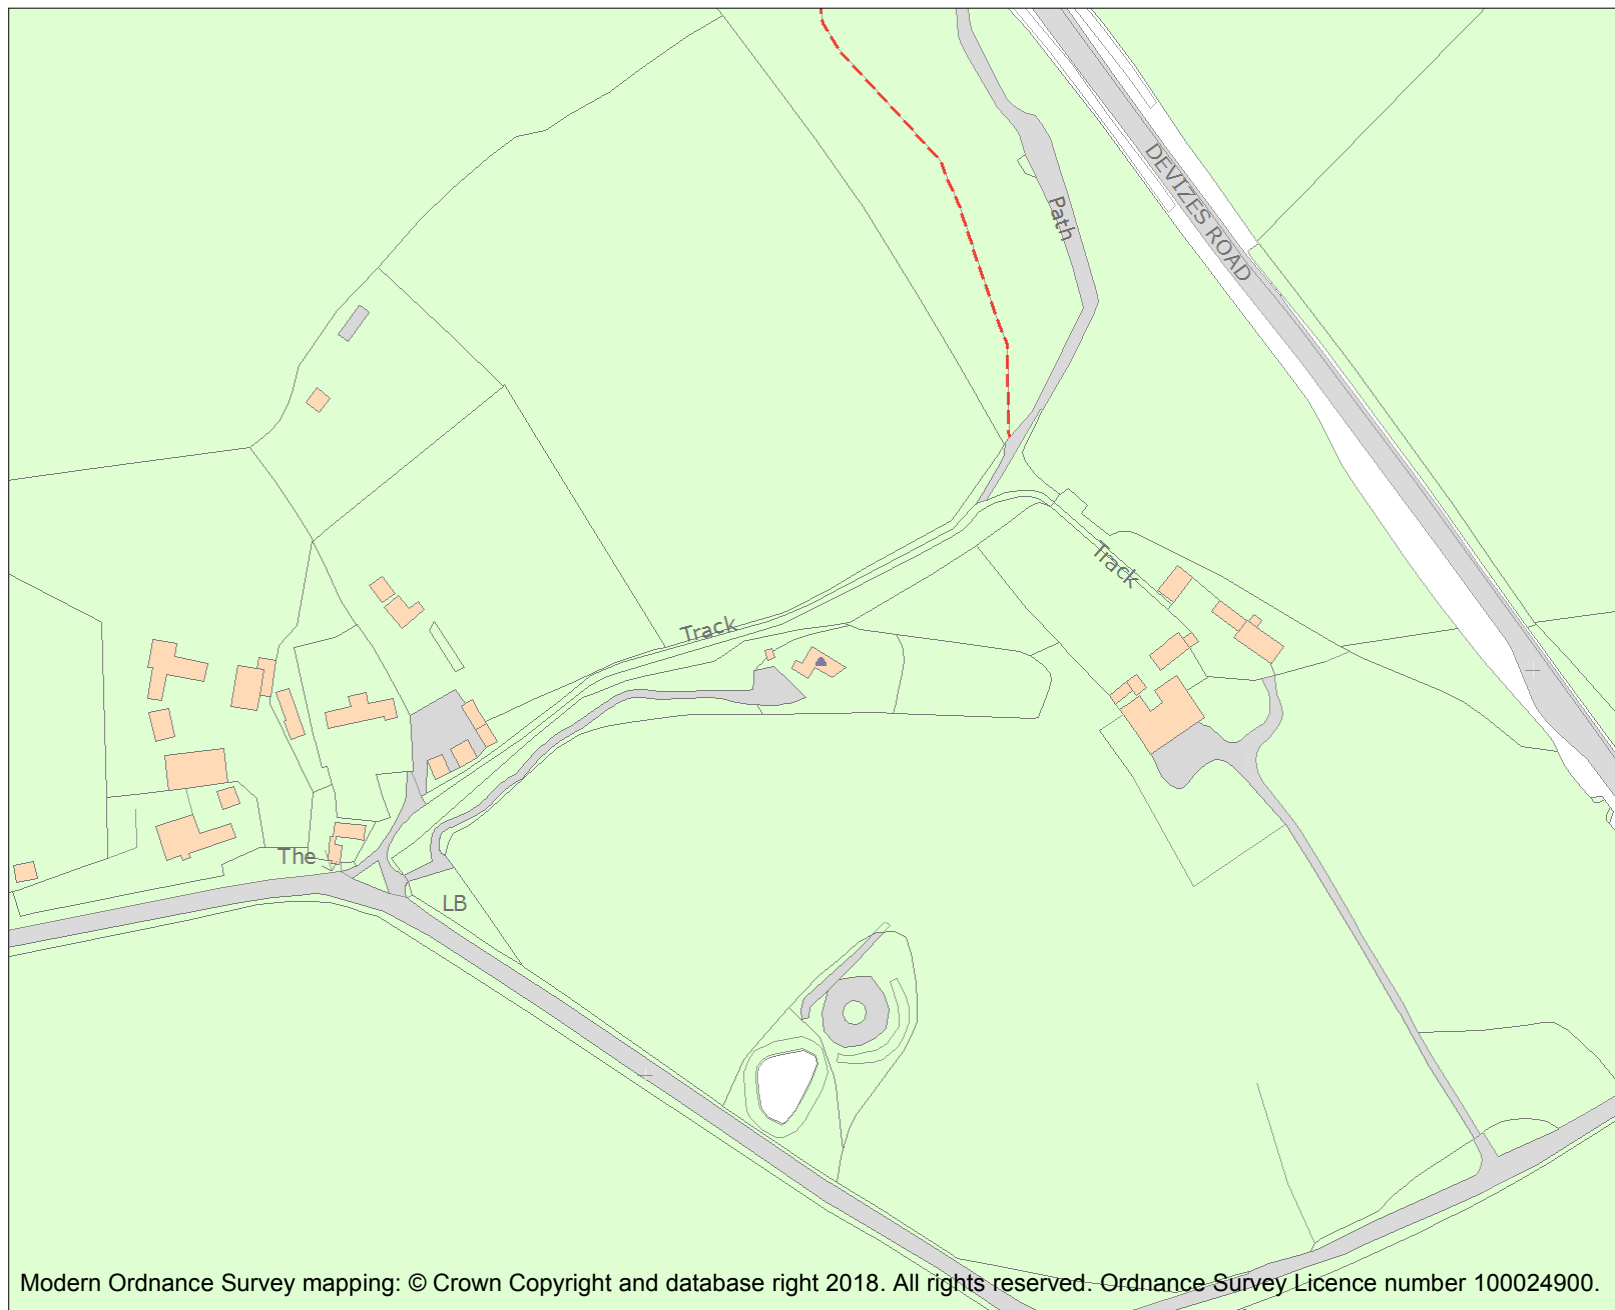 DEVIZES ROAD
Path
Track
Track
The
LB
Modern Ordnance Survey mapping: © Crown Copyright and database right 2018. All rights reserved. Ordnance Survey Licence number 100024900.